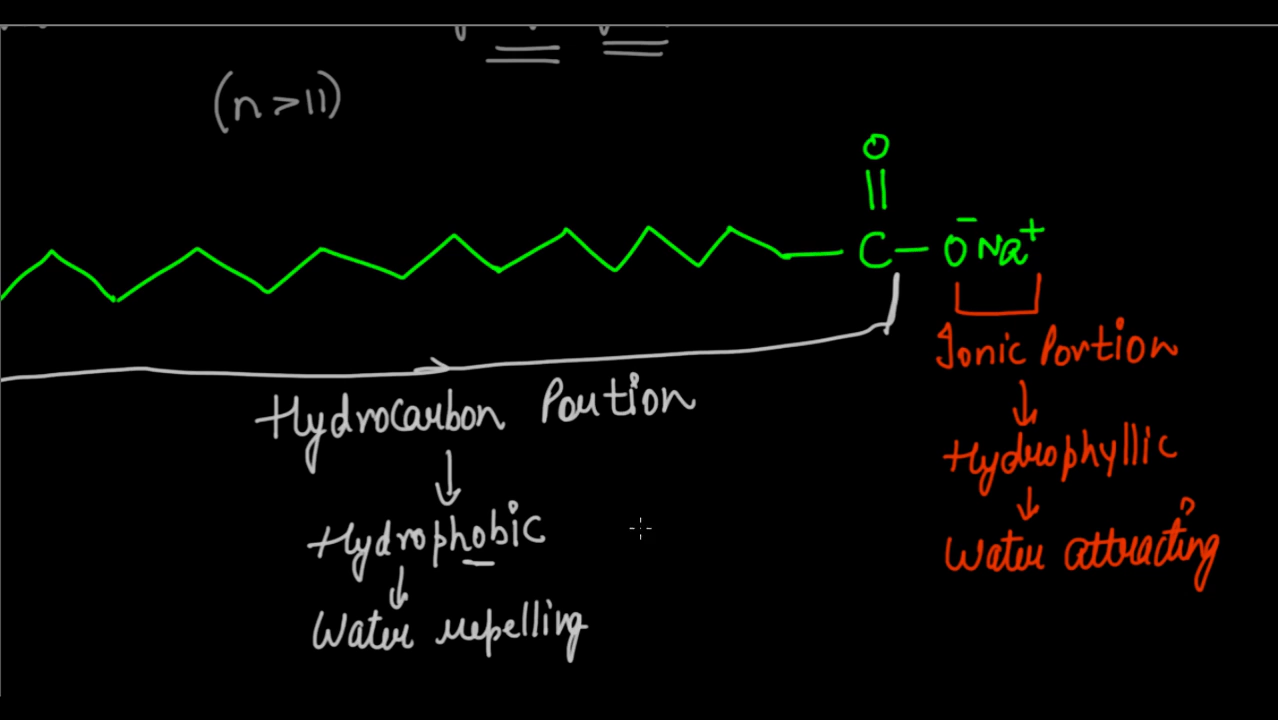 (n>11)
O
C – O⁻ Na⁺
Ionic Portion
Hydrocarbon Portion
Hydrophyllic
Hydrophobic
Water attracting
Water repelling